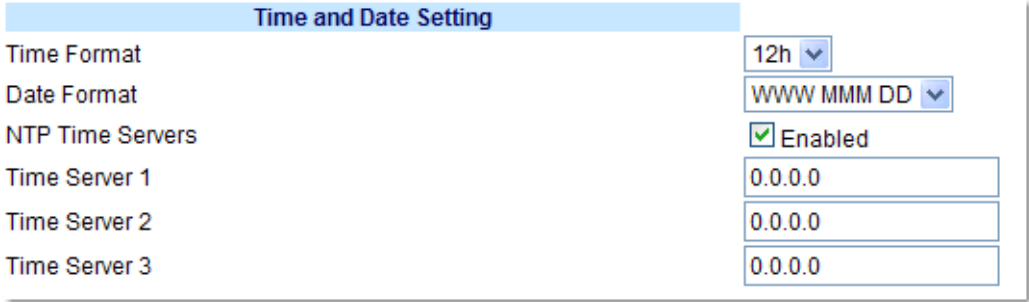 Time and Date Setting
Time Format 12h
Date Format WWW MMM DD
NTP Time Servers Enabled
Time Server 1 0.0.0.0
Time Server 2 0.0.0.0
Time Server 3 0.0.0.0